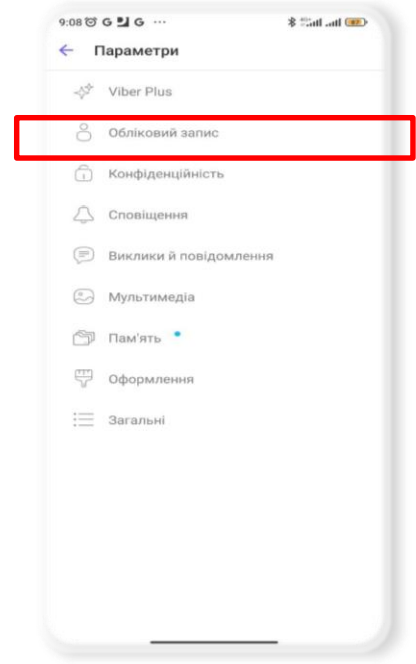 9:08 G G ...
Параметри
Viber Plus
Обліковий запис
Конфіденційність
Сповіщення
Виклики й повідомлення
Мультимедіа
Пам'ять
Оформлення
Загальні